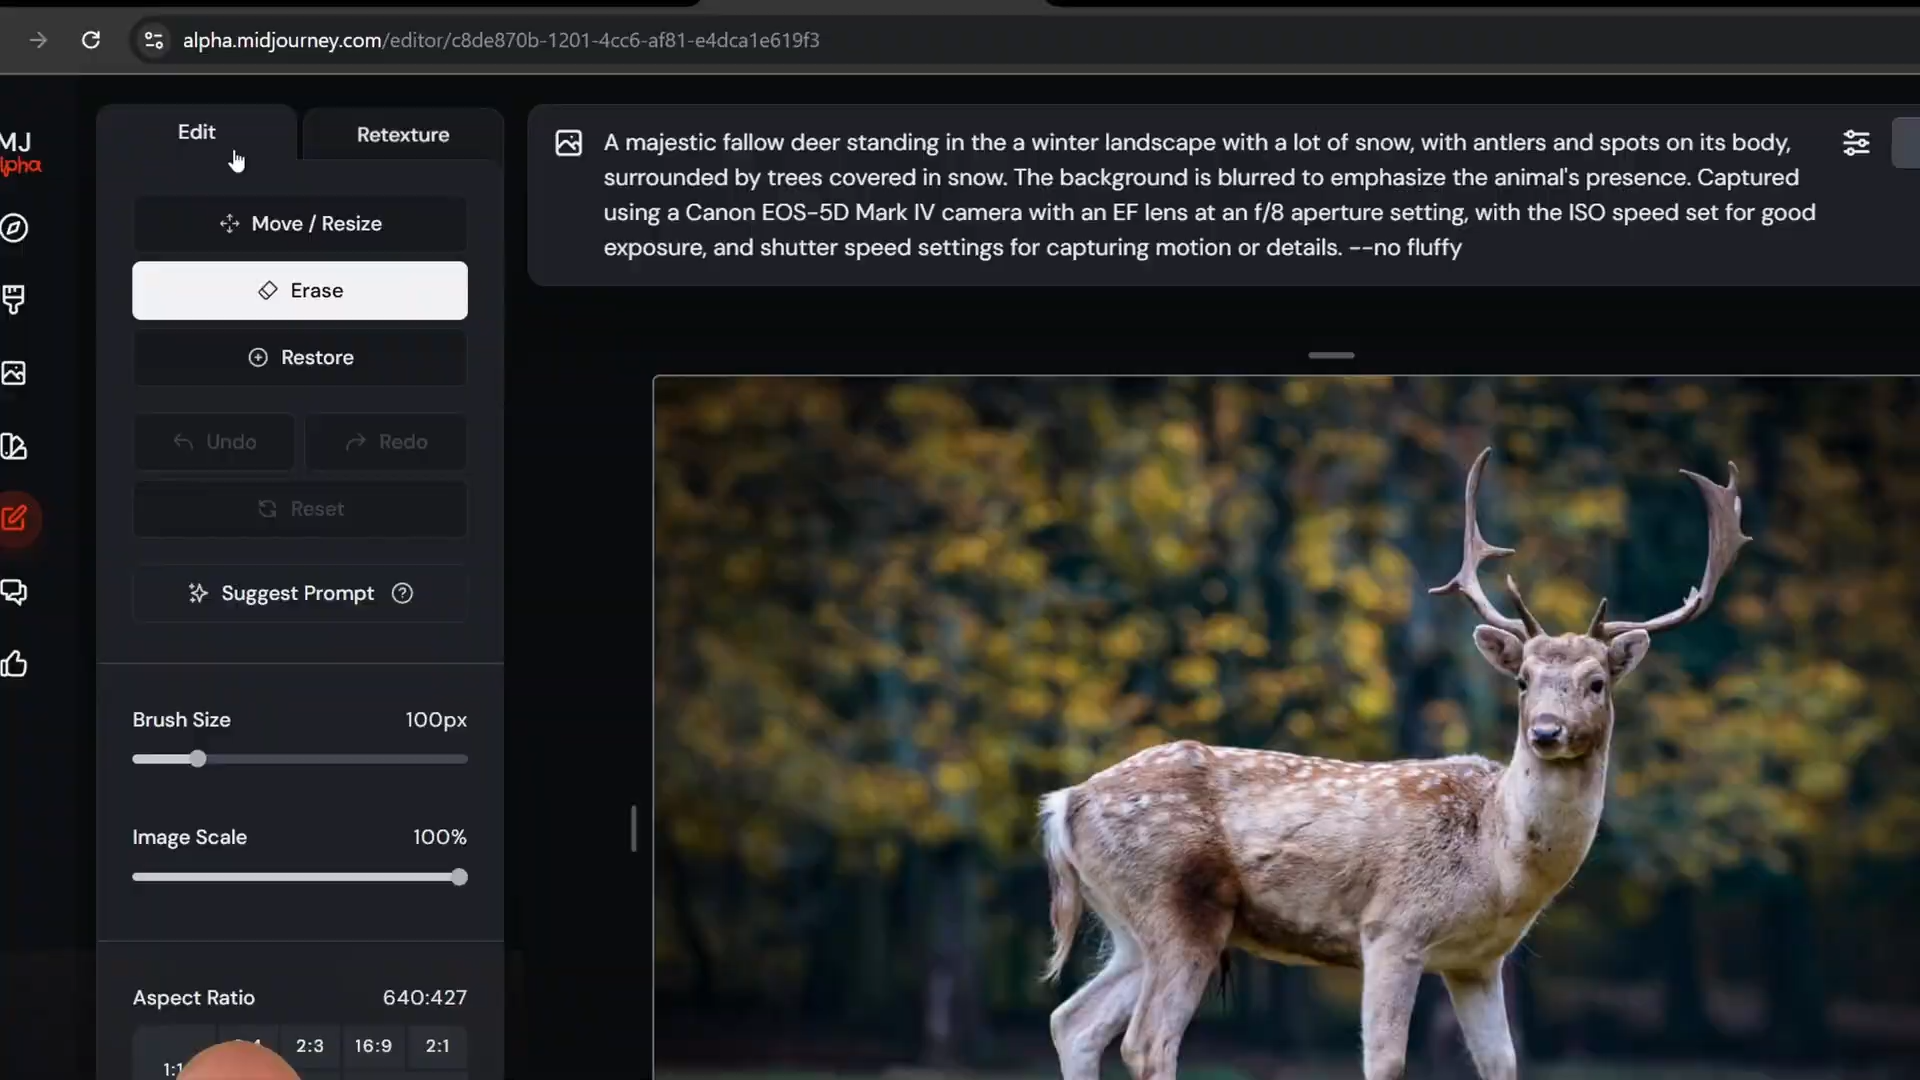 alpha.midjourney.com/editor/c8de870b-1201-4cc6-af81-e4dca1e619f3
MJ
Alpha
Edit
Retexture
A majestic fallow deer standing in the a winter landscape with a lot of snow, with antlers and spots on its body,
surrounded by trees covered in snow. The background is blurred to emphasize the animal's presence. Captured
using a Canon EOS-5D Mark IV camera with an EF lens at an f/8 aperture setting, with the ISO speed set for good
exposure, and shutter speed settings for capturing motion or details. --no fluffy
Move / Resize
Erase
Restore
Undo
Redo
Reset
Suggest Prompt ?
Brush Size
100px
Image Scale
100%
Aspect Ratio
640:427
2:3
16:9
2:1